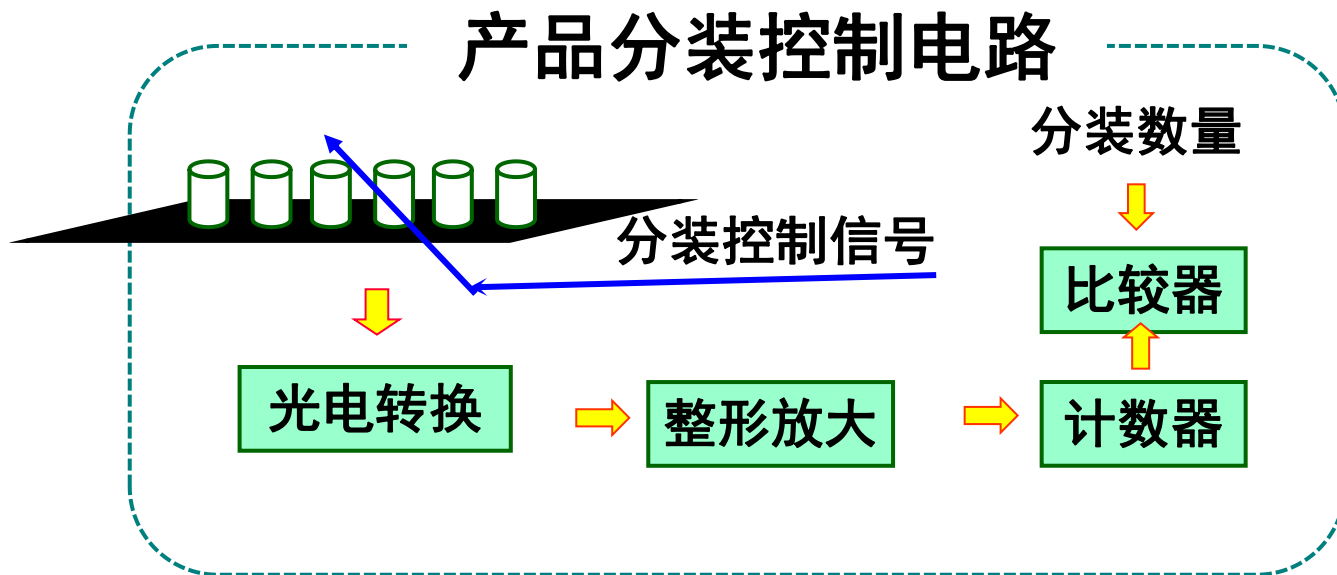 产品分装控制电路
分装数量
分装控制信号
比较器
光电转换
整形放大
计数器